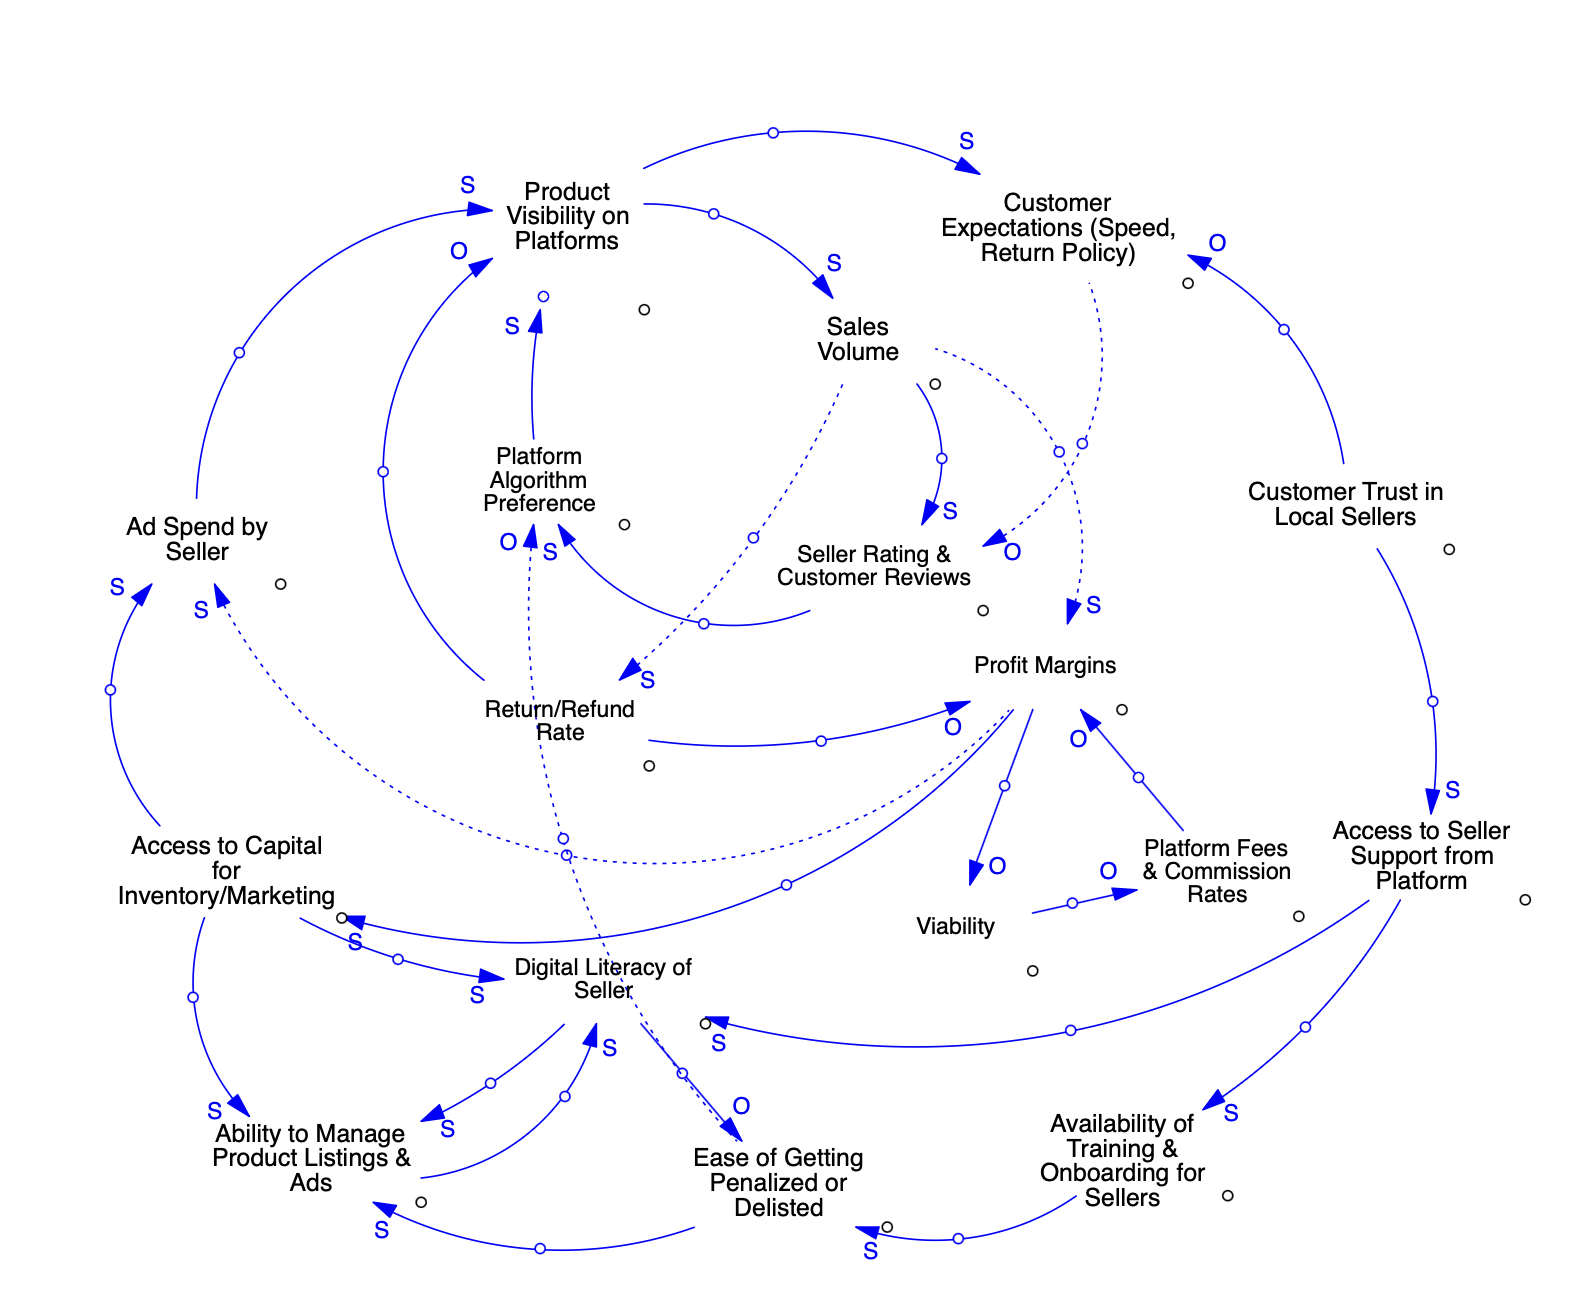 S
S
Product
Visibility on
Platforms
Customer
Expectations (Speed,
Return Policy)
O
O
S
S
Sales
Volume
Platform
Algorithm
Preference
Customer Trust in
Local Sellers
Ad Spend by
Seller
O
S
S
O
Seller Rating &
Customer Reviews
S
S
S
Profit Margins
S
Return/Refund
Rate
O
O
S
Access to Capital
for
Inventory/Marketing
Platform Fees
& Commission
Rates
Access to Seller
Support from
Platform
O
O
Viability
S
Digital Literacy of
Seller
S
S
S
O
S
S
S
Ability to Manage
Product Listings &
Ads
Ease of Getting
Penalized or
Delisted
Availability of
Training &
Onboarding for
Sellers
S
S